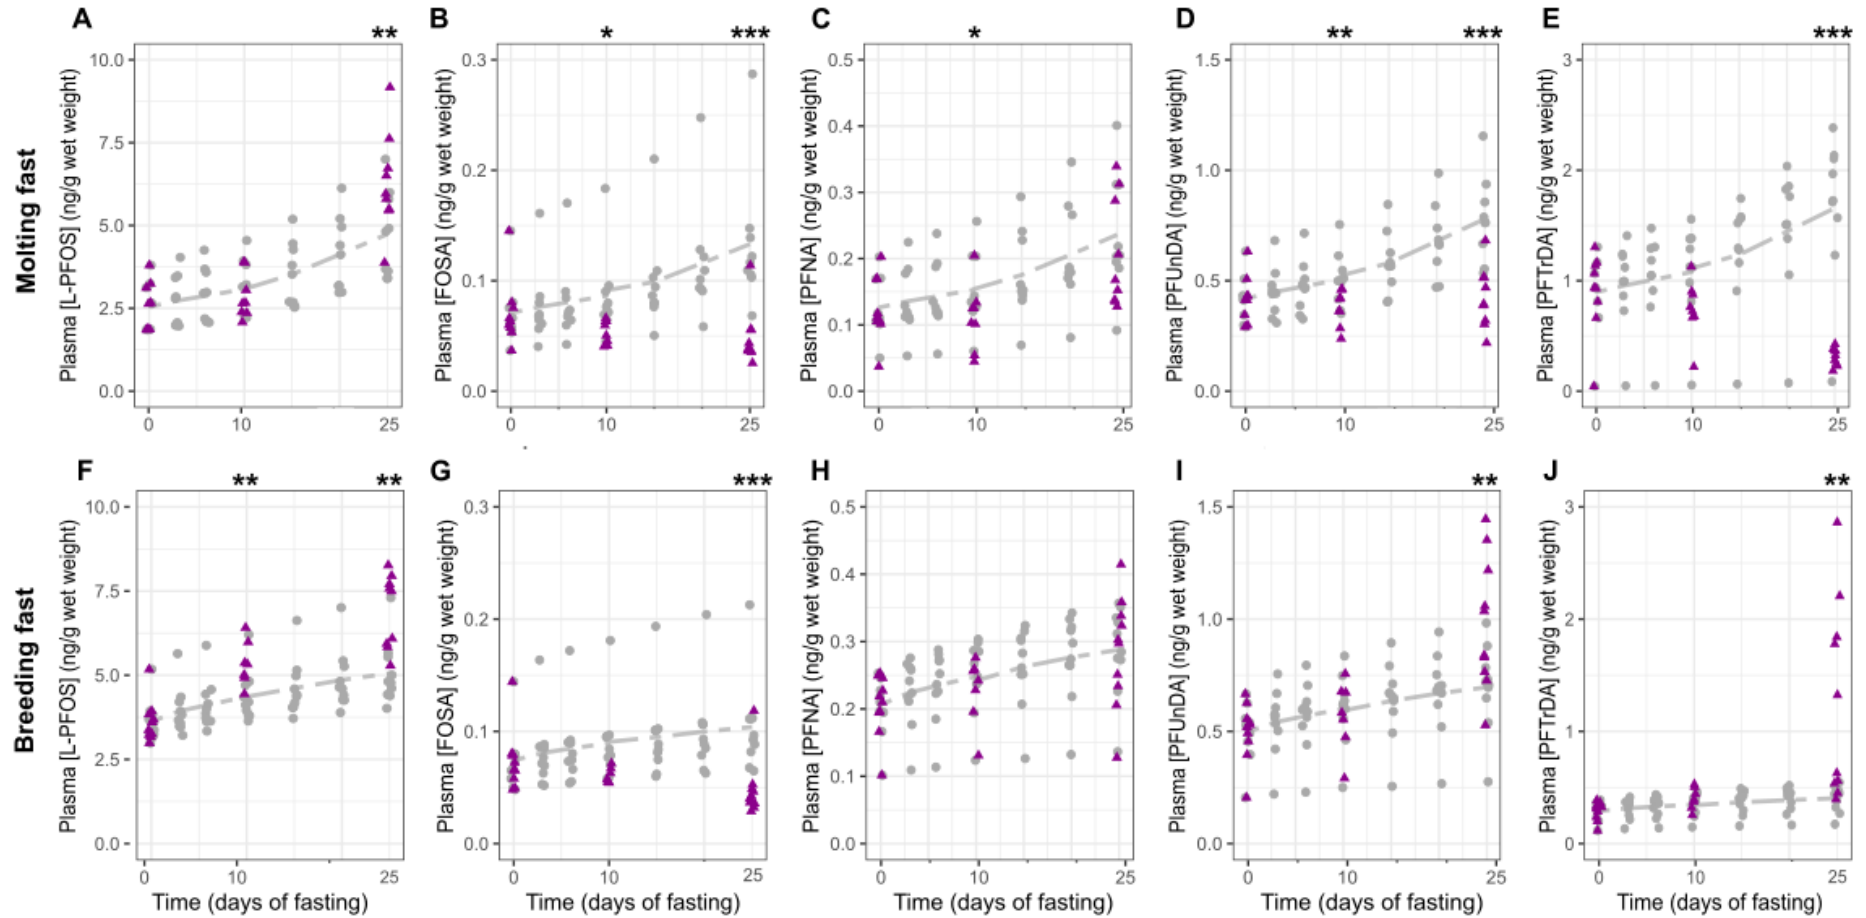 A B C D E
** * *** * ** *** ***
Molting fast
Plasma [L-PFOS] (ng/g wet weight)
10.0
7.5
5.0
2.5
0.0
0 10 25
Plasma [FOSA] (ng/g wet weight)
0.3
0.2
0.1
0.0
0 10 25
Plasma [PFNA] (ng/g wet weight)
0.5
0.4
0.3
0.2
0.1
0.0
0 10 25
Plasma [PFUnDA] (ng/g wet weight)
1.5
1.0
0.5
0.0
0 10 25
Plasma [PFTrDA] (ng/g wet weight)
3
2
1
0
0 10 25
F G H I J
** ** *** ** **
Breeding fast
Plasma [L-PFOS] (ng/g wet weight)
10.0
7.5
5.0
2.5
0.0
0 10 25
Time (days of fasting)
Plasma [FOSA] (ng/g wet weight)
0.3
0.2
0.1
0.0
0 10 25
Time (days of fasting)
Plasma [PFNA] (ng/g wet weight)
0.5
0.4
0.3
0.2
0.1
0.0
0 10 25
Time (days of fasting)
Plasma [PFUnDA] (ng/g wet weight)
1.5
1.0
0.5
0.0
0 10 25
Time (days of fasting)
Plasma [PFTrDA] (ng/g wet weight)
3
2
1
0
0 10 25
Time (days of fasting)